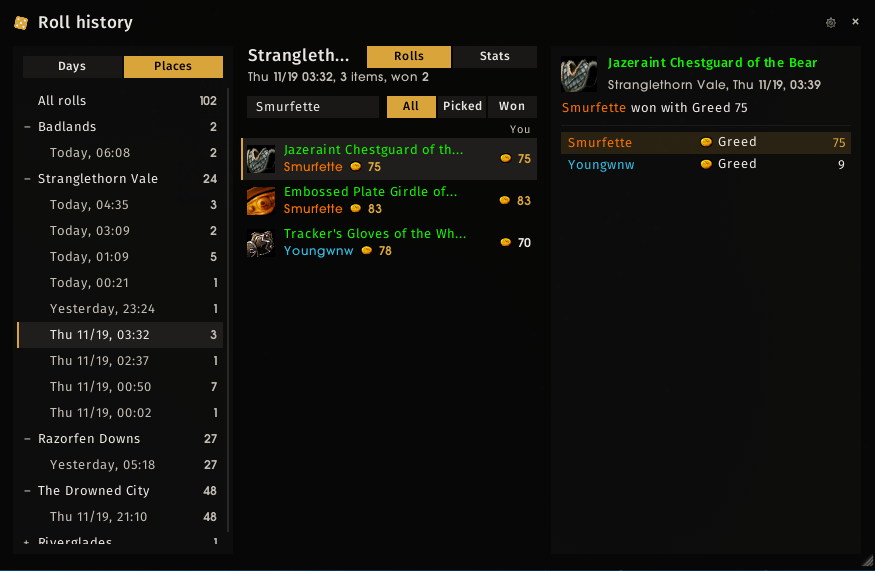 Roll history
Days Places
All rolls 102
− Badlands 2
Today, 06:08 2
− Stranglethorn Vale 24
Today, 04:35 3
Today, 03:09 2
Today, 01:09 5
Today, 00:21 1
Yesterday, 23:24 1
Thu 11/19, 03:32 3
Thu 11/19, 02:37 1
Thu 11/19, 00:50 7
Thu 11/19, 00:02 1
− Razorfen Downs 27
Yesterday, 05:18 27
− The Drowned City 48
Thu 11/19, 21:10 48
+ Riverglades 1
Strangleth... Rolls Stats
Thu 11/19 03:32, 3 items, won 2
Smurfette All Picked Won
You
Jazeraint Chestguard of th...
Smurfette 75 75
Embossed Plate Girdle of...
Smurfette 83 83
Tracker's Gloves of the Wh...
Youngwnw 78 70
Jazeraint Chestguard of the Bear
Stranglethorn Vale, Thu 11/19, 03:39
Smurfette won with Greed 75
Smurfette Greed 75
Youngwnw Greed 9